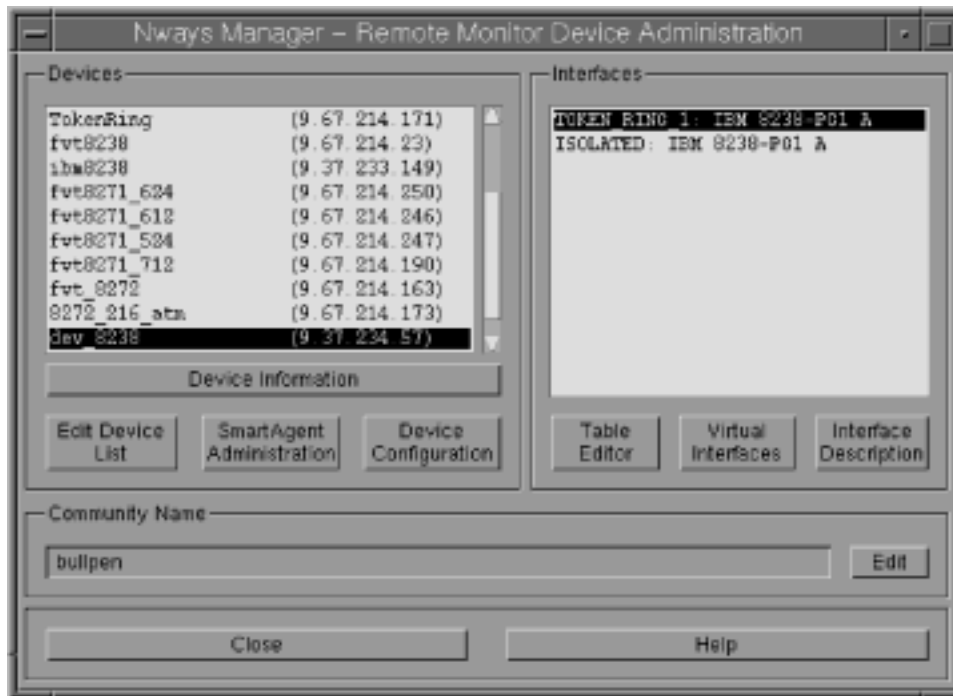 Nways Manager – Remote Monitor Device Administration
Devices
TokenRing (9.67.214.171)
fvt8238 (9.67.214.23)
ibm8238 (9.37.233.149)
fvt8271_624 (9.67.214.250)
fvt8271_612 (9.67.214.246)
fvt8271_524 (9.67.214.247)
fvt8271_712 (9.67.214.190)
fvt_8272 (9.67.214.163)
8272_216_atm (9.67.214.173)
dev_8238 (9.37.234.57)
Device Information
Edit Device
List
SmartAgent
Administration
Device
Configuration
Interfaces
TOKEN RING 1: IBM 8238-P01 A
ISOLATED: IBM 8238-P01 A
Table
Editor
Virtual
Interfaces
Interface
Description
Community Name
bullpen
Edit
Close
Help